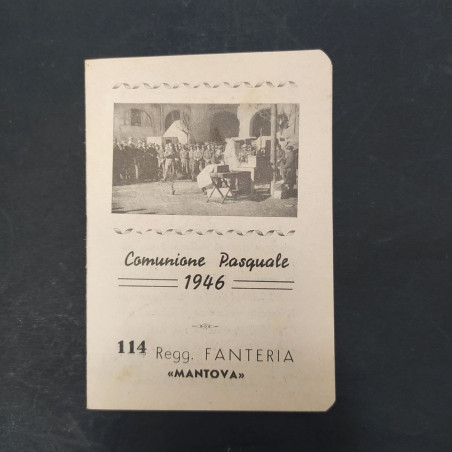 Comunione Pasquale
1946
114 Regg. FANTERIA
«MANTOVA»